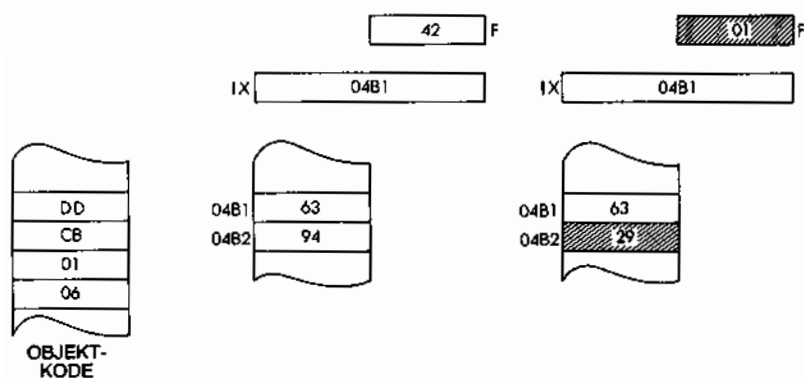 42 F 01 F
IX 04B1 IX 04B1
DD 04B1 63 04B1 63
CB 04B2 94 04B2 29
01
06
OBJEKT-
KODE